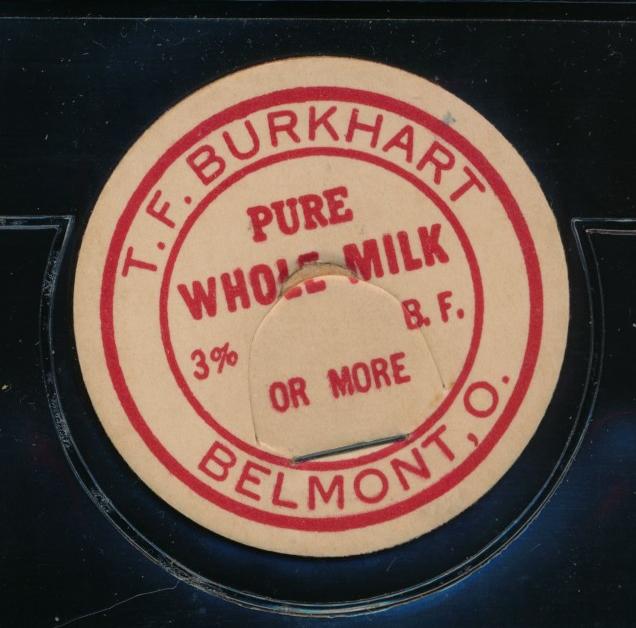 T. F. BURKHART
PURE
WHOLE MILK
3% B. F.
OR MORE
BELMONT, O.